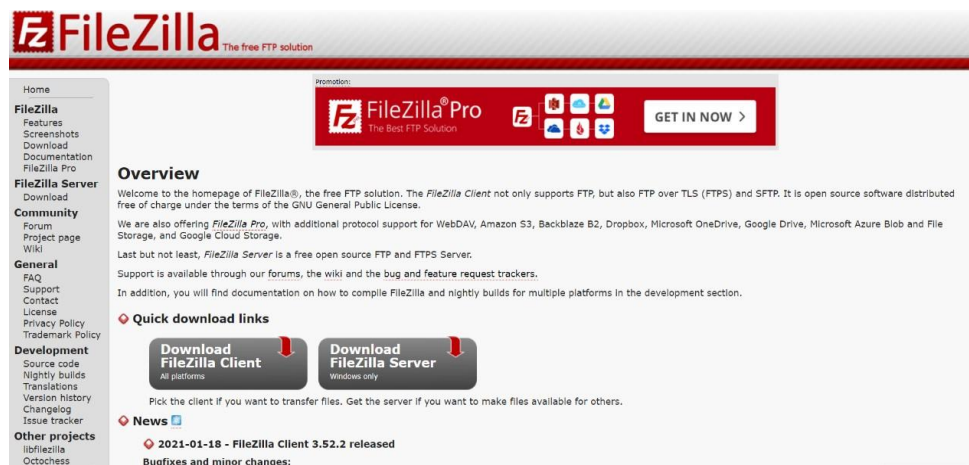 FileZilla The free FTP solution
Home
FileZilla
Features
Screenshots
Download
Documentation
FileZilla Pro
FileZilla Server
Download
Community
Forum
Project page
Wiki
General
FAQ
Support
Contact
License
Privacy Policy
Trademark Policy
Development
Source code
Nightly builds
Translations
Version history
Changelog
Issue tracker
Other projects
libfilezilla
Octochess
Promotion:
FileZilla® Pro
The Best FTP Solution
GET IN NOW >
Overview
Welcome to the homepage of FileZilla®, the free FTP solution. The FileZilla Client not only supports FTP, but also FTP over TLS (FTPS) and SFTP. It is open source software distributed
free of charge under the terms of the GNU General Public License.
We are also offering FileZilla Pro, with additional protocol support for WebDAV, Amazon S3, Backblaze B2, Dropbox, Microsoft OneDrive, Google Drive, Microsoft Azure Blob and File
Storage, and Google Cloud Storage.
Last but not least, FileZilla Server is a free open source FTP and FTPS Server.
Support is available through our forums, the wiki and the bug and feature request trackers.
In addition, you will find documentation on how to compile FileZilla and nightly builds for multiple platforms in the development section.
Quick download links
Download
FileZilla Client
All platforms
Download
FileZilla Server
Windows only
Pick the client if you want to transfer files. Get the server if you want to make files available for others.
News
2021-01-18 - FileZilla Client 3.52.2 released
Bugfixes and minor changes: